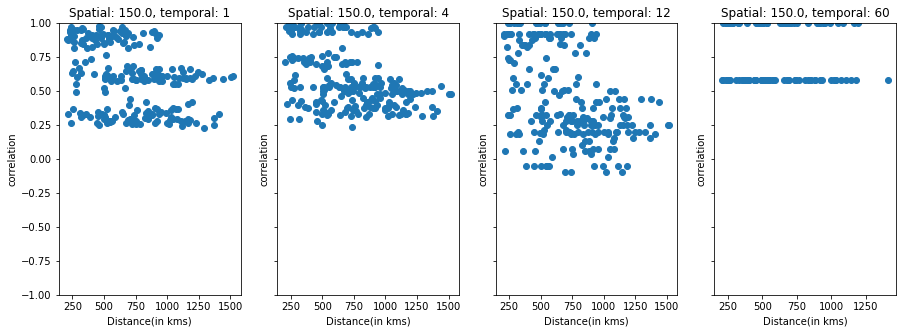 Spatial: 150.0, temporal: 1
Spatial: 150.0, temporal: 4
Spatial: 150.0, temporal: 12
Spatial: 150.0, temporal: 60
1.00
0.75
0.50
0.25
0.00
−0.25
−0.50
−0.75
−1.00
correlation
correlation
correlation
correlation
250 500 750 1000 1250 1500
250 500 750 1000 1250 1500
250 500 750 1000 1250 1500
250 500 750 1000 1250
Distance(in kms)
Distance(in kms)
Distance(in kms)
Distance(in kms)